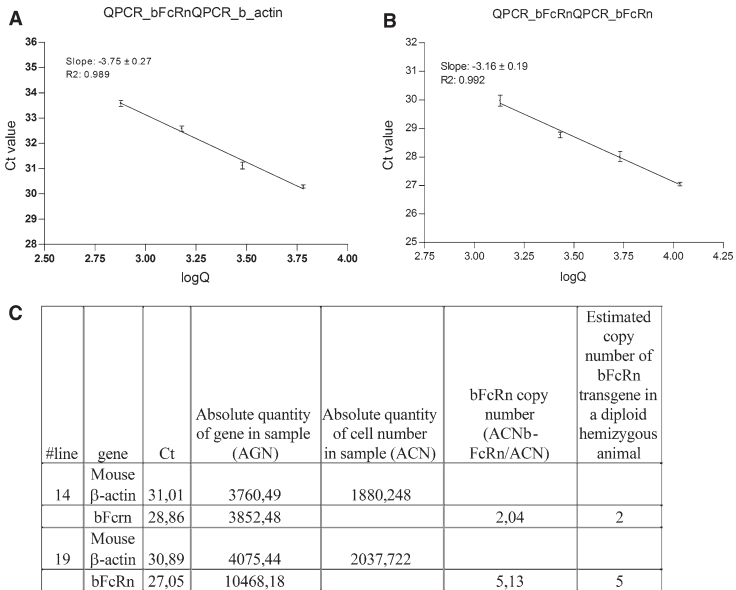 A
QPCR_bFcRnQPCR_b_actin
Slope: -3.75 ± 0.27
R2: 0.989
Ct value
36
35
34
33
32
31
30
29
28
2.50
2.75
3.00
3.25
3.50
3.75
4.00
logQ
B
QPCR_bFcRnQPCR_bFcRn
Slope: -3.16 ± 0.19
R2: 0.992
Ct value
32
31
30
29
28
27
26
25
2.75
3.00
3.25
3.50
3.75
4.00
4.25
logQ
C
#line
gene
Ct
Absolute quantity
of gene in sample
(AGN)
Absolute quantity
of cell number
in sample (ACN)
bFcRn copy
number
(ACNb-
FcRn/ACN)
Estimated
copy
number of
bFcRn
transgene in
a diploid
hemizygous
animal
14
Mouse
β-actin
31,01
3760,49
1880,248
bFcrn
28,86
3852,48
2,04
2
19
Mouse
β-actin
30,89
4075,44
2037,722
bFcRn
27,05
10468,18
5,13
5